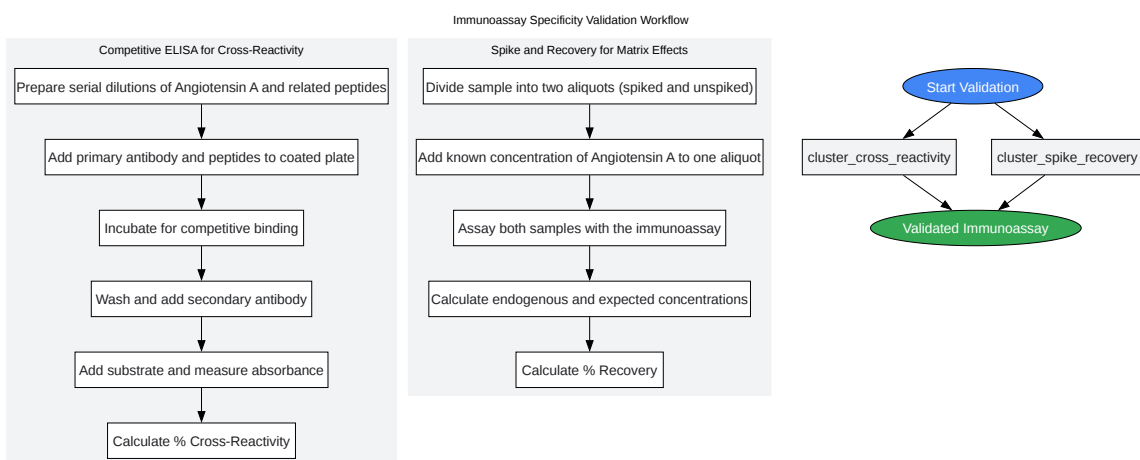 Immunoassay Specificity Validation Workflow
Competitive ELISA for Cross-Reactivity
Prepare serial dilutions of Angiotensin A and related peptides
Add primary antibody and peptides to coated plate
Incubate for competitive binding
Wash and add secondary antibody
Add substrate and measure absorbance
Calculate % Cross-Reactivity
Spike and Recovery for Matrix Effects
Divide sample into two aliquots (spiked and unspiked)
Add known concentration of Angiotensin A to one aliquot
Assay both samples with the immunoassay
Calculate endogenous and expected concentrations
Calculate % Recovery
Start Validation
cluster_cross_reactivity
cluster_spike_recovery
Validated Immunoassay